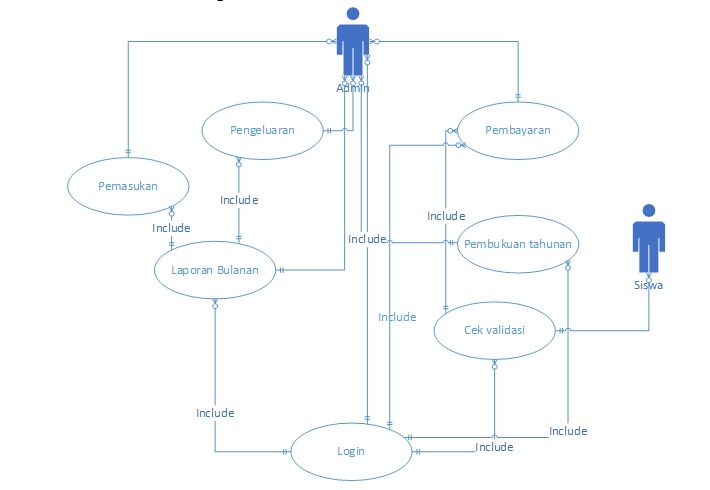 Admin
Pengeluaran
Pembayaran
Pemasukan
Include
Include
Include
Include
Pembukuan tahunan
Laporan Bulanan
Siswa
Include
Cek validasi
Include
Include
Include
Login